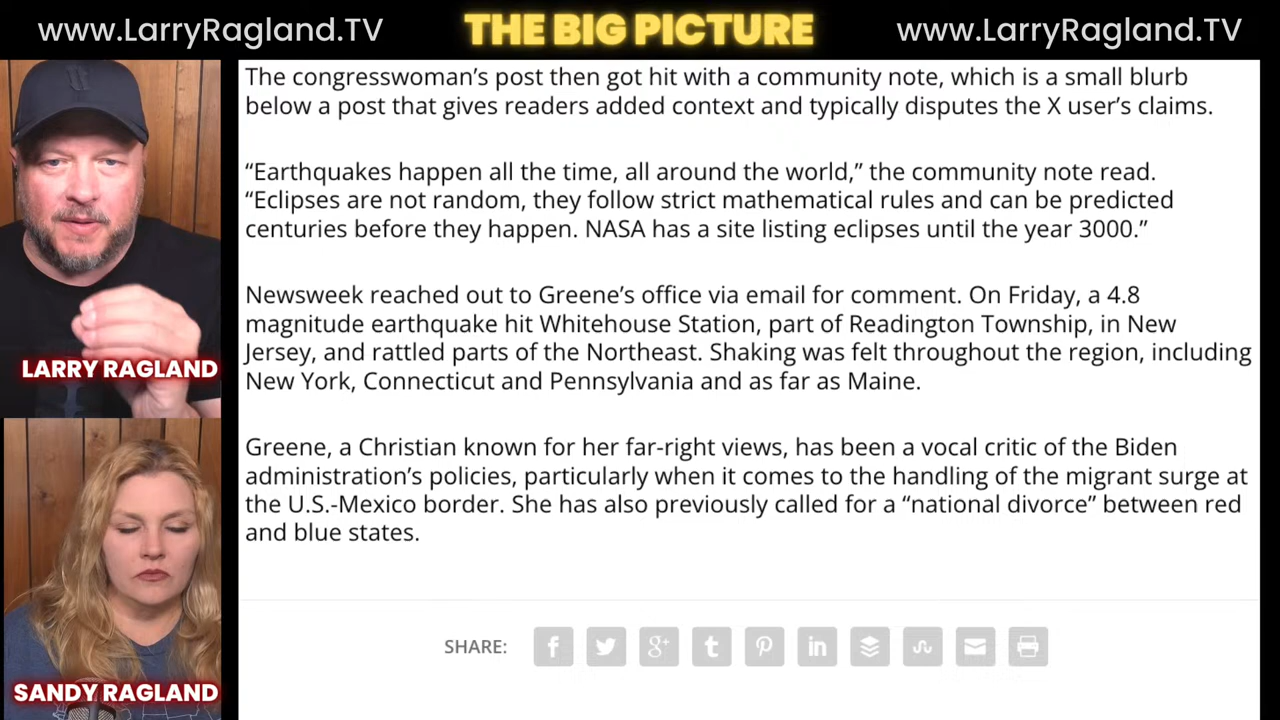 www.LarryRagland.TV
THE BIG PICTURE
www.LarryRagland.TV
The congresswoman’s post then got hit with a community note, which is a small blurb
below a post that gives readers added context and typically disputes the X user’s claims.
“Earthquakes happen all the time, all around the world,” the community note read.
“Eclipses are not random, they follow strict mathematical rules and can be predicted
centuries before they happen. NASA has a site listing eclipses until the year 3000.”
Newsweek reached out to Greene’s office via email for comment. On Friday, a 4.8
magnitude earthquake hit Whitehouse Station, part of Readington Township, in New
Jersey, and rattled parts of the Northeast. Shaking was felt throughout the region, including
New York, Connecticut and Pennsylvania and as far as Maine.
Greene, a Christian known for her far-right views, has been a vocal critic of the Biden
administration’s policies, particularly when it comes to the handling of the migrant surge at
the U.S.-Mexico border. She has also previously called for a “national divorce” between red
and blue states.
SHARE:
LARRY RAGLAND
SANDY RAGLAND